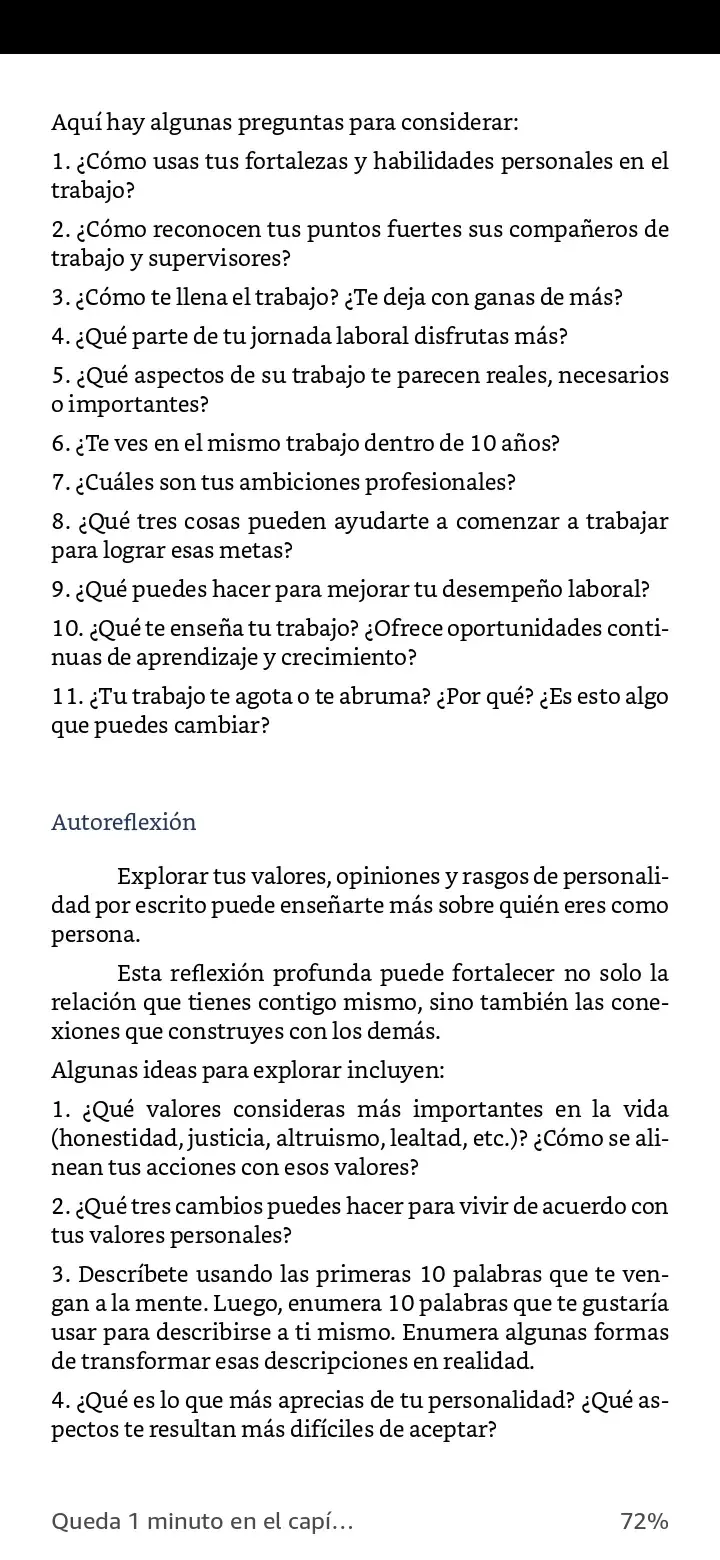 Aquí hay algunas preguntas para considerar:
1. ¿Cómo usas tus fortalezas y habilidades personales en el
trabajo?
2. ¿Cómo reconocen tus puntos fuertes sus compañeros de
trabajo y supervisores?
3. ¿Cómo te llena el trabajo? ¿Te deja con ganas de más?
4. ¿Qué parte de tu jornada laboral disfrutas más?
5. ¿Qué aspectos de su trabajo te parecen reales, necesarios
o importantes?
6. ¿Te ves en el mismo trabajo dentro de 10 años?
7. ¿Cuáles son tus ambiciones profesionales?
8. ¿Qué tres cosas pueden ayudarte a comenzar a trabajar
para lograr esas metas?
9. ¿Qué puedes hacer para mejorar tu desempeño laboral?
10. ¿Qué te enseña tu trabajo? ¿Ofrece oportunidades conti-
nuas de aprendizaje y crecimiento?
11. ¿Tu trabajo te agota o te abruma? ¿Por qué? ¿Es esto algo
que puedes cambiar?
Autoreflexión
Explorar tus valores, opiniones y rasgos de personali-
dad por escrito puede enseñarte más sobre quién eres como
persona.
Esta reflexión profunda puede fortalecer no solo la
relación que tienes contigo mismo, sino también las cone-
xiones que construyes con los demás.
Algunas ideas para explorar incluyen:
1. ¿Qué valores consideras más importantes en la vida
(honestidad, justicia, altruismo, lealtad, etc.)? ¿Cómo se ali-
nean tus acciones con esos valores?
2. ¿Qué tres cambios puedes hacer para vivir de acuerdo con
tus valores personales?
3. Descríbete usando las primeras 10 palabras que te ven-
gan a la mente. Luego, enumera 10 palabras que te gustaría
usar para describirse a ti mismo. Enumera algunas formas
de transformar esas descripciones en realidad.
4. ¿Qué es lo que más aprecias de tu personalidad? ¿Qué as-
pectos te resultan más difíciles de aceptar?
Queda 1 minuto en el capí... 72%